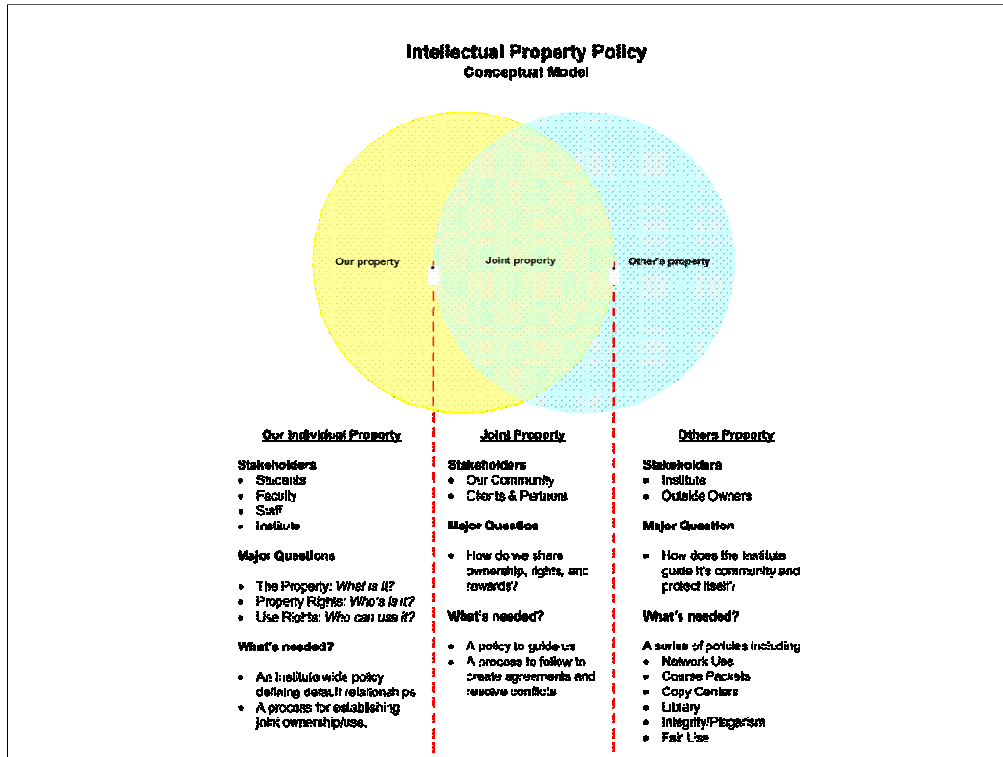 Intellectual Property Policy
Conceptual Model
Our property
Joint property
Other's property
Our Individual Property
Stakeholders
• Students
• Faculty
• Staff
• Institute
Major Questions
• The Property: What is it?
• Property Rights: Who's is it?
• Use Rights: Who can use it?
What's needed?
• An Institute wide policy
defining default relationships
• A process for establishing
joint ownership/use.
Joint Property
Stakeholders
• Our Community
• Clients & Partners
Major Question
• How do we share
ownership, rights, and
rewards?
What's needed?
• A policy to guide us
• A process to follow to
create agreements and
resolve conflicts
Others Property
Stakeholders
• Institute
• Outside Owners
Major Question
• How does the Institute
guide it's community and
protect itself?
What's needed?
A series of policies including
• Network Use
• Course Packets
• Copy Centers
• Library
• Integrity/Plagarism
• Fair Use